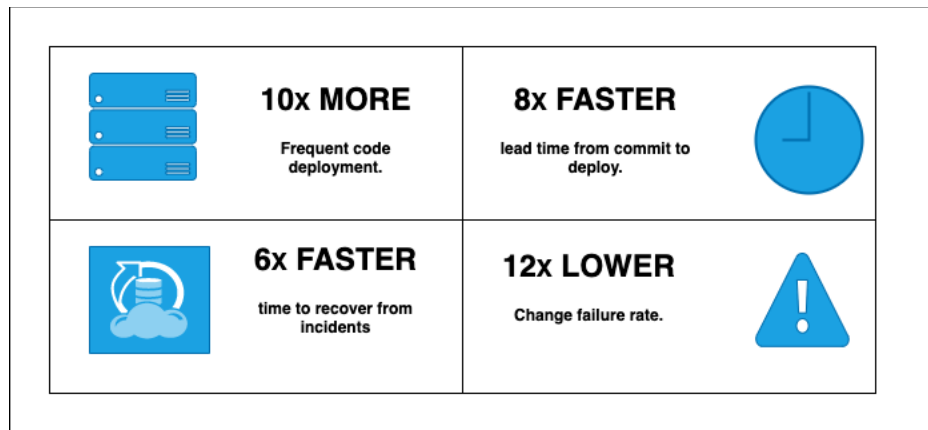 10x MORE
Frequent code
deployment.
8x FASTER
lead time from commit to
deploy.
6x FASTER
time to recover from
incidents
12x LOWER
Change failure rate.